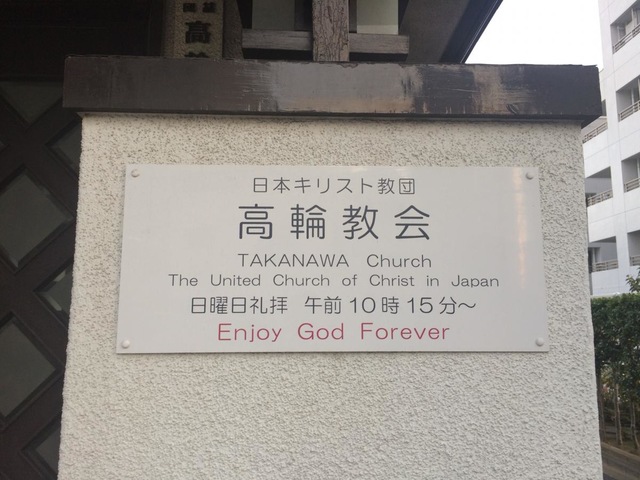 高
日本キリスト教団
高輪教会
TAKANAWA Church
The United Church of Christ in Japan
日曜日礼拝 午前10時15分～
Enjoy God Forever